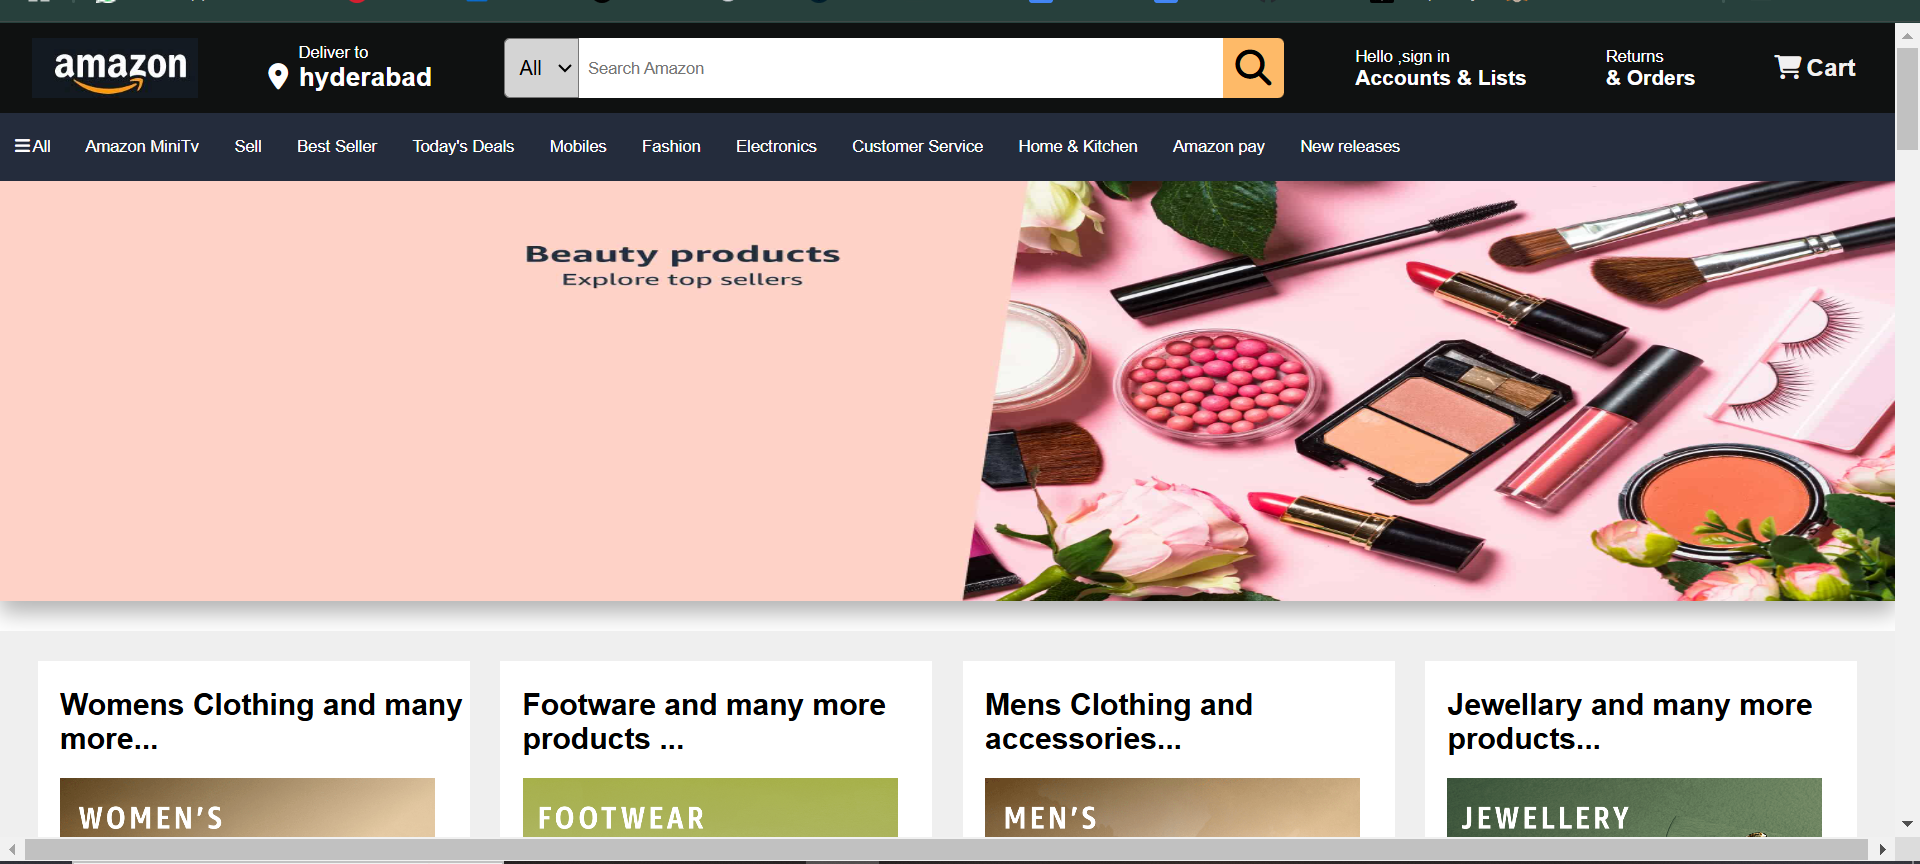 amazon
Deliver to
hyderabad
All
Search Amazon
Hello ,sign in
Accounts & Lists
Returns
& Orders
Cart
All
Amazon MiniTv
Sell
Best Seller
Today's Deals
Mobiles
Fashion
Electronics
Customer Service
Home & Kitchen
Amazon pay
New releases
Beauty products
Explore top sellers
Womens Clothing and many
more...
WOMEN'S
Footware and many more
products ...
FOOTWEAR
Mens Clothing and
accessories...
MEN'S
Jewellary and many more
products...
JEWELLERY